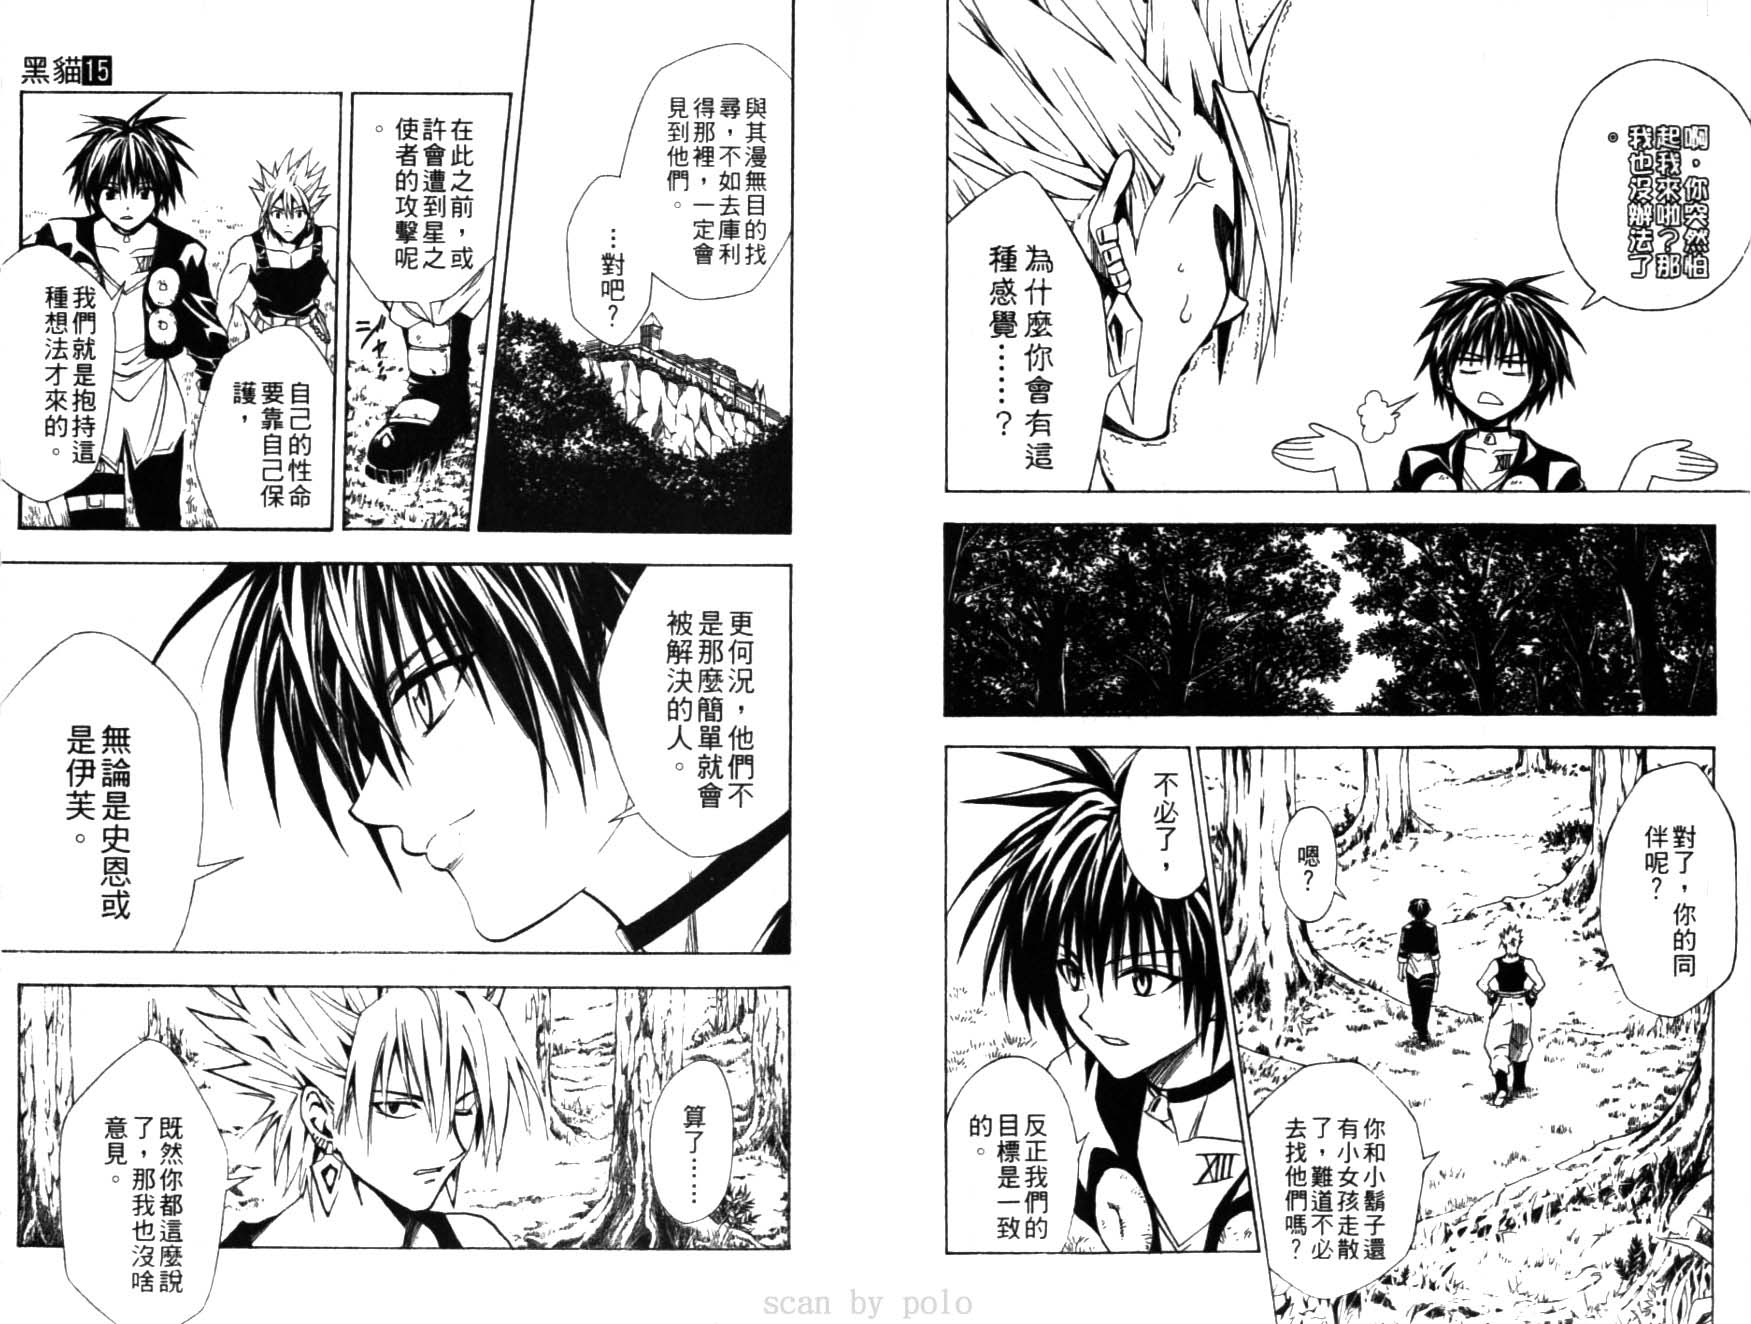 啊，你突然怕
起我來啦？那
我也沒辦法了
。
為什麼你會有這
種感覺………？
對了，你的同
伴呢？
嗯？
你和小鬍子還
有小女孩走散
了，難道不必
去找他們嗎？
不必了，
反正我們的
目標是一致
的。
XIII
黑貓15
與其漫無目的找
尋，不如去庫利
得那裡，一定會
見到他們。
…對吧？
在此之前，或
許會遭到星之
使者的攻擊呢
。
ジャキ
自己的性命
要靠自己保
護，
我們就是抱持這
種想法才來的。
更何況，他們不
是那麼簡單就會
被解決的人。
無論是史恩或
是伊芙。
算了……
既然你都這麼說
了，那我也沒啥
意見。
scan by polo